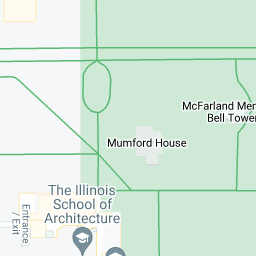 McFarland Mem
Bell Tower
Mumford House
The Illinois
School of
Architecture
Entrance
/ Exit